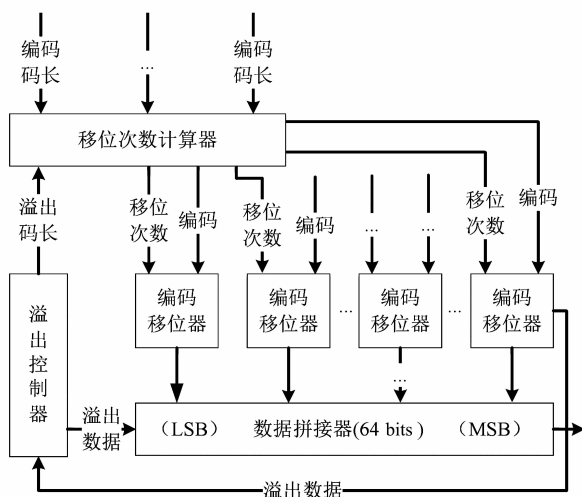 编码
码长
…
编码
码长
移位次数计算器
溢出
码长
移位
次数
编码
移位
次数
编码
…
…
移位
次数
编码
溢出控制器
编码
移位器
编码
移位器
…
编码
移位器
…
编码
移位器
…
溢出
数据
（LSB） 数据拼接器(64 bits ) （MSB）
溢出数据